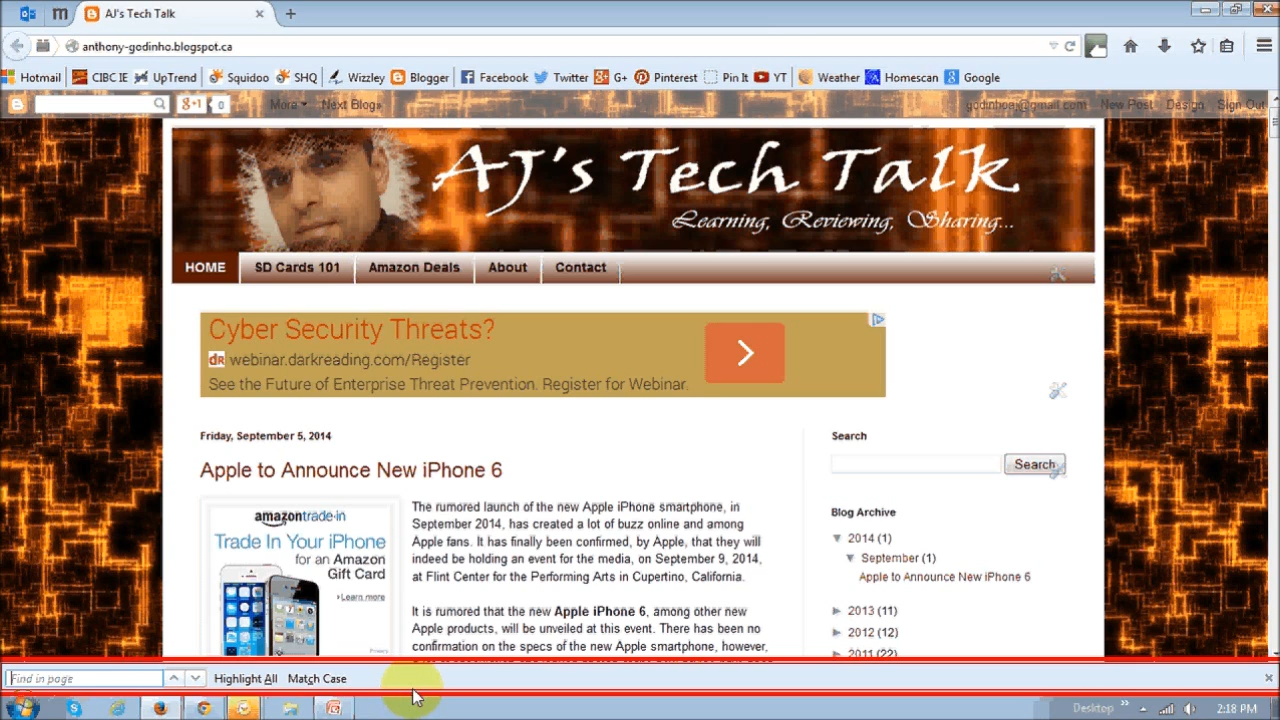 AJ's Tech Talk
anthony-godinho.blogspot.ca
Hotmail CIBC IE UpTrend Squidoo SHQ Wizzley Blogger Facebook Twitter G+ Pinterest Pin It YT Weather Homescan Google
g+1 0 More Next Blog» godinhoej@gmail.com New Post Design Sign Out
AJ's Tech Talk
Learning, Reviewing, Sharing...
HOME SD Cards 101 Amazon Deals About Contact
Cyber Security Threats?
dR webinar.darkreading.com/Register
See the Future of Enterprise Threat Prevention. Register for Webinar.
Friday, September 5, 2014
Apple to Announce New iPhone 6
amazontrade-in
Trade In Your iPhone
for an Amazon
Gift Card
Learn more
Privacy
The rumored launch of the new Apple iPhone smartphone, in
September 2014, has created a lot of buzz online and among
Apple fans. It has finally been confirmed, by Apple, that they will
indeed be holding an event for the media, on September 9, 2014,
at Flint Center for the Performing Arts in Cupertino, California.
It is rumored that the new Apple iPhone 6, among other new
Apple products, will be unveiled at this event. There has been no
confirmation on the specs of the new Apple smartphone, however,
Search
Search
Blog Archive
▼ 2014 (1)
▼ September (1)
Apple to Announce New iPhone 6
► 2013 (11)
► 2012 (12)
► 2011 (22)
Find in page Highlight All Match Case
Desktop » 2:18 PM